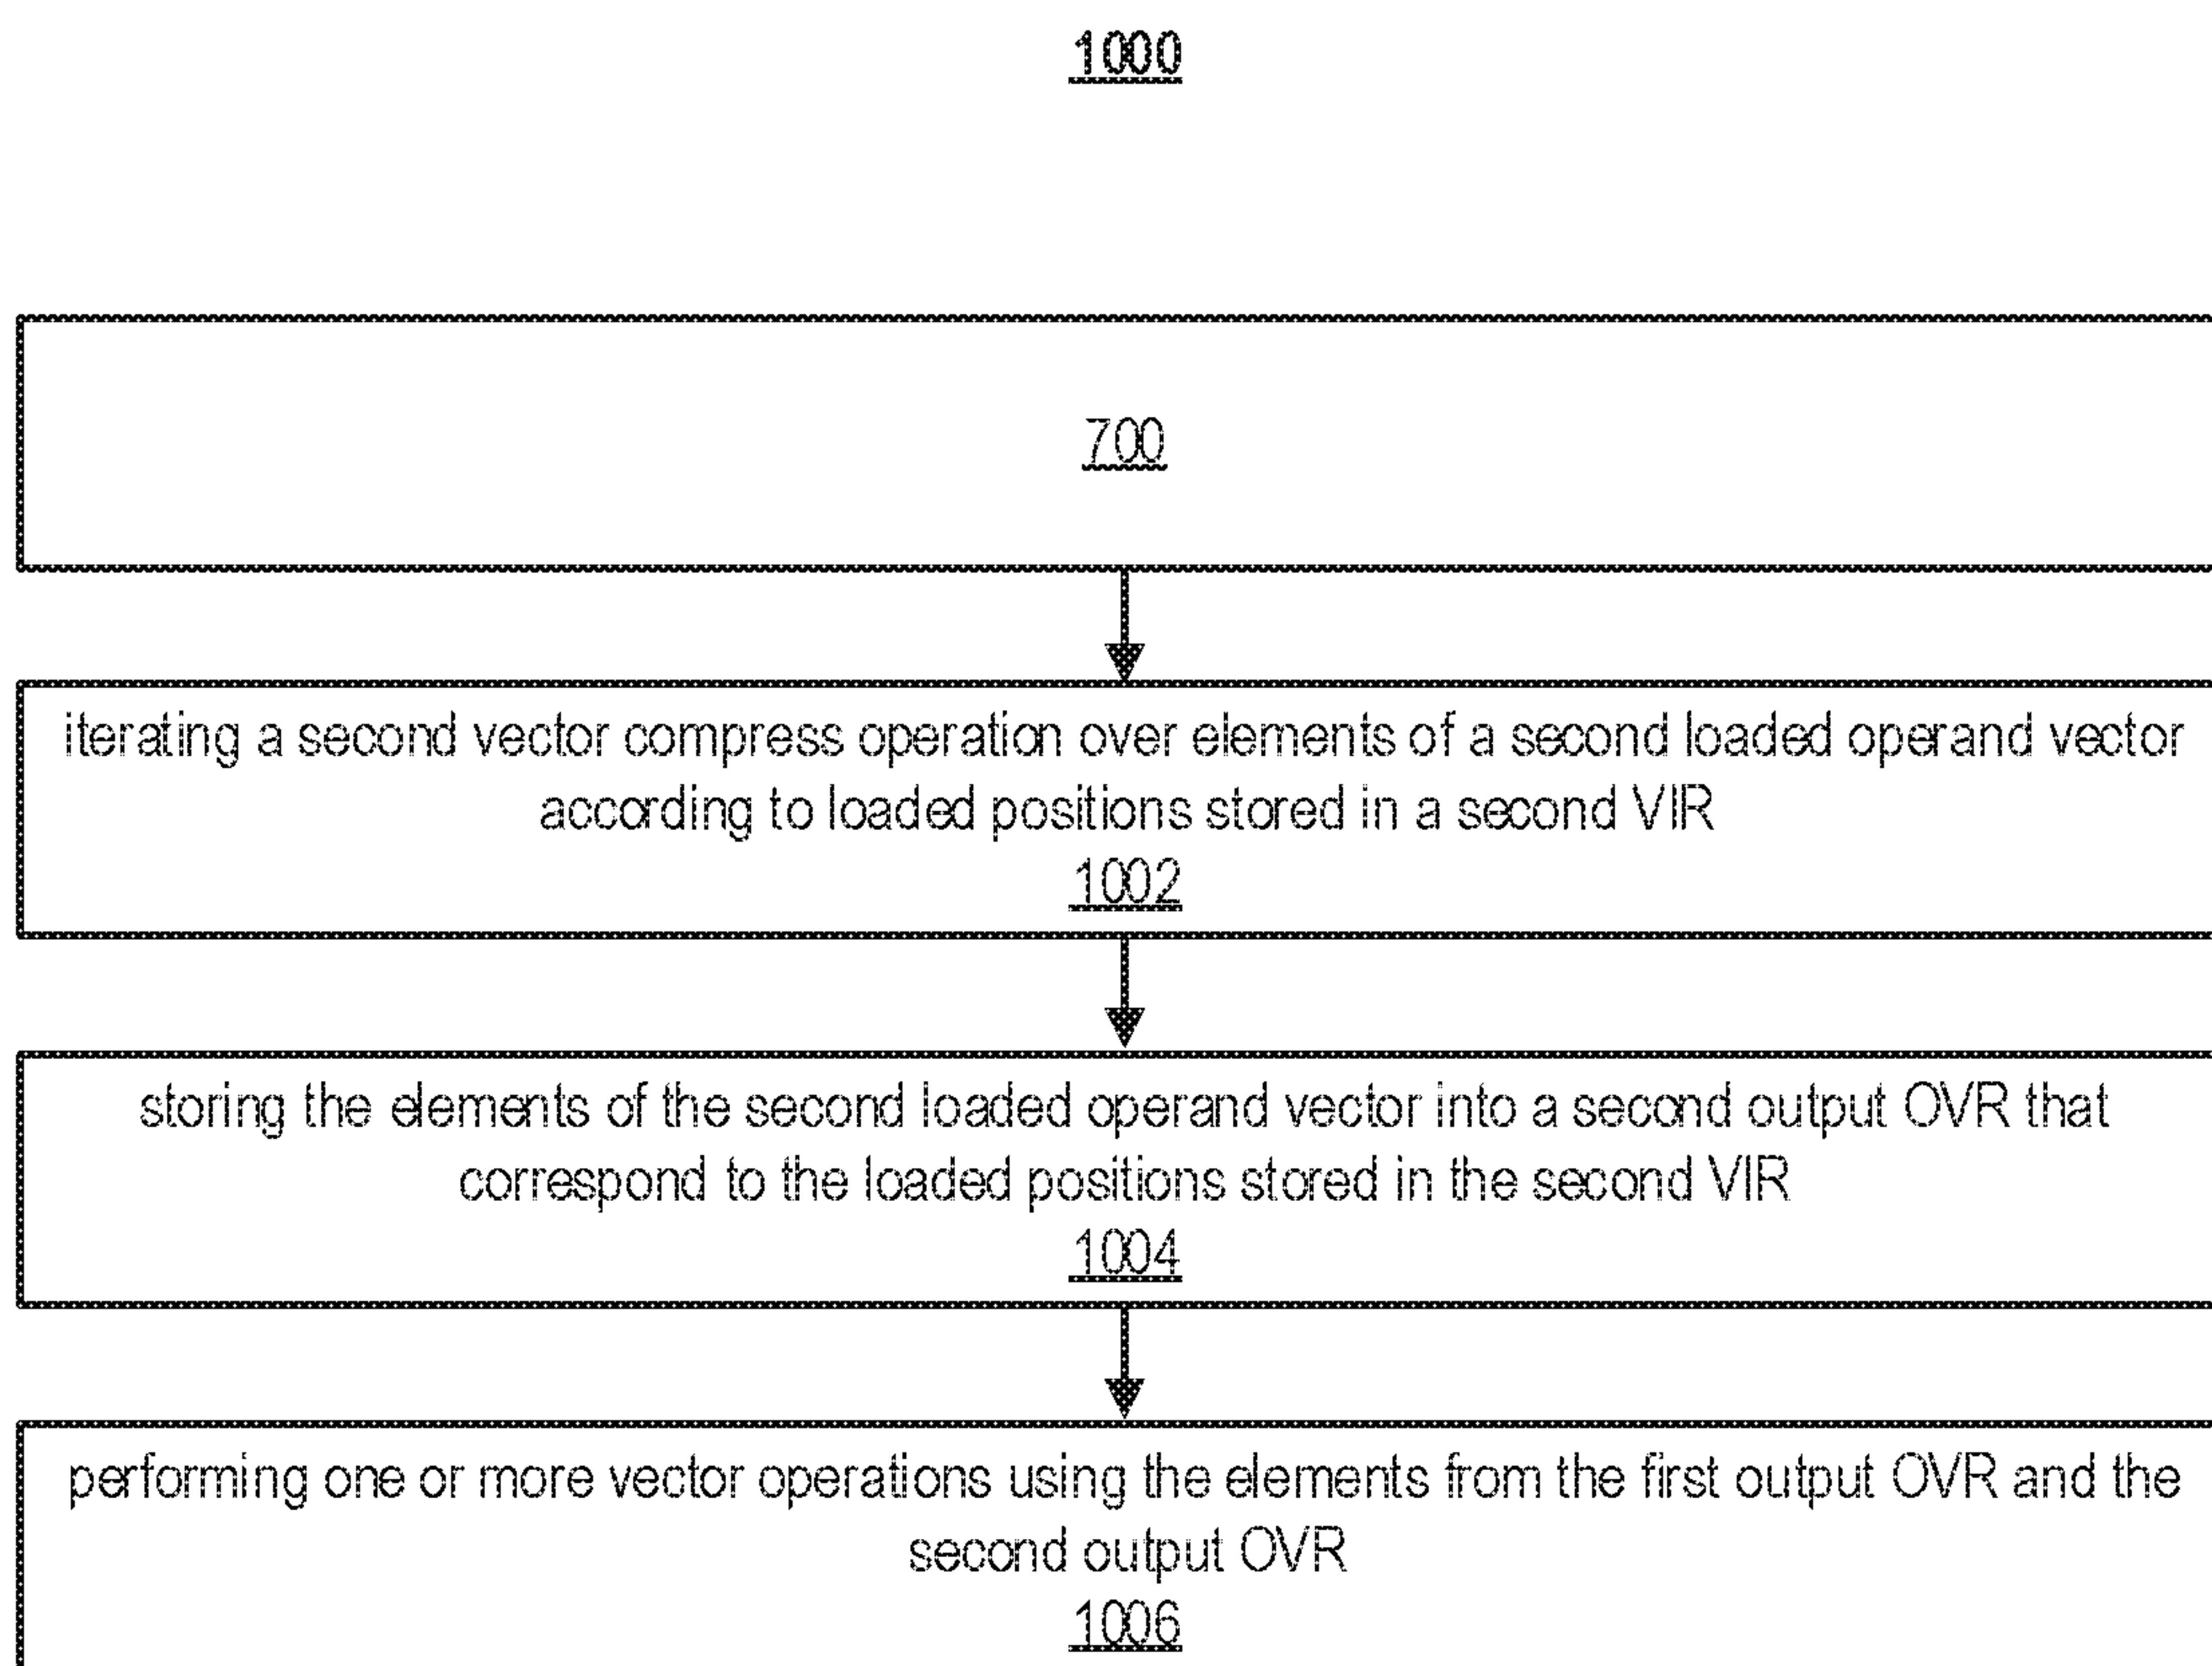 1000
700
iterating a second vector compress operation over elements of a second loaded operand vector
according to loaded positions stored in a second VIR
1002
storing the elements of the second loaded operand vector into a second output OVR that
correspond to the loaded positions stored in the second VIR
1004
performing one or more vector operations using the elements from the first output OVR and the
second output OVR
1006